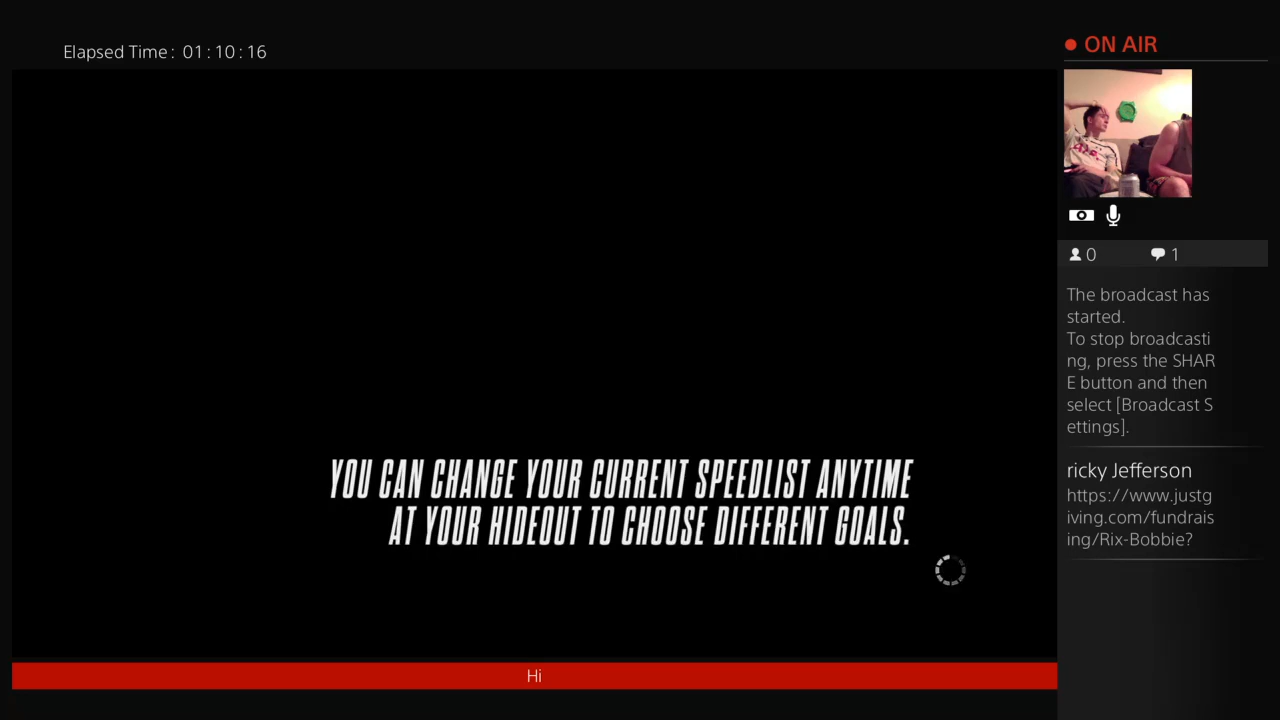 Elapsed Time: 01:10:16
ON AIR
0
1
The broadcast has
started.
To stop broadcasti
ng, press the SHAR
E button and then
select [Broadcast S
ettings].
ricky Jefferson
https://www.justg
iving.com/fundrais
ing/Rix-Bobbie?
YOU CAN CHANGE YOUR CURRENT SPEEDLIST ANYTIME
AT YOUR HIDEOUT TO CHOOSE DIFFERENT GOALS.
Hi